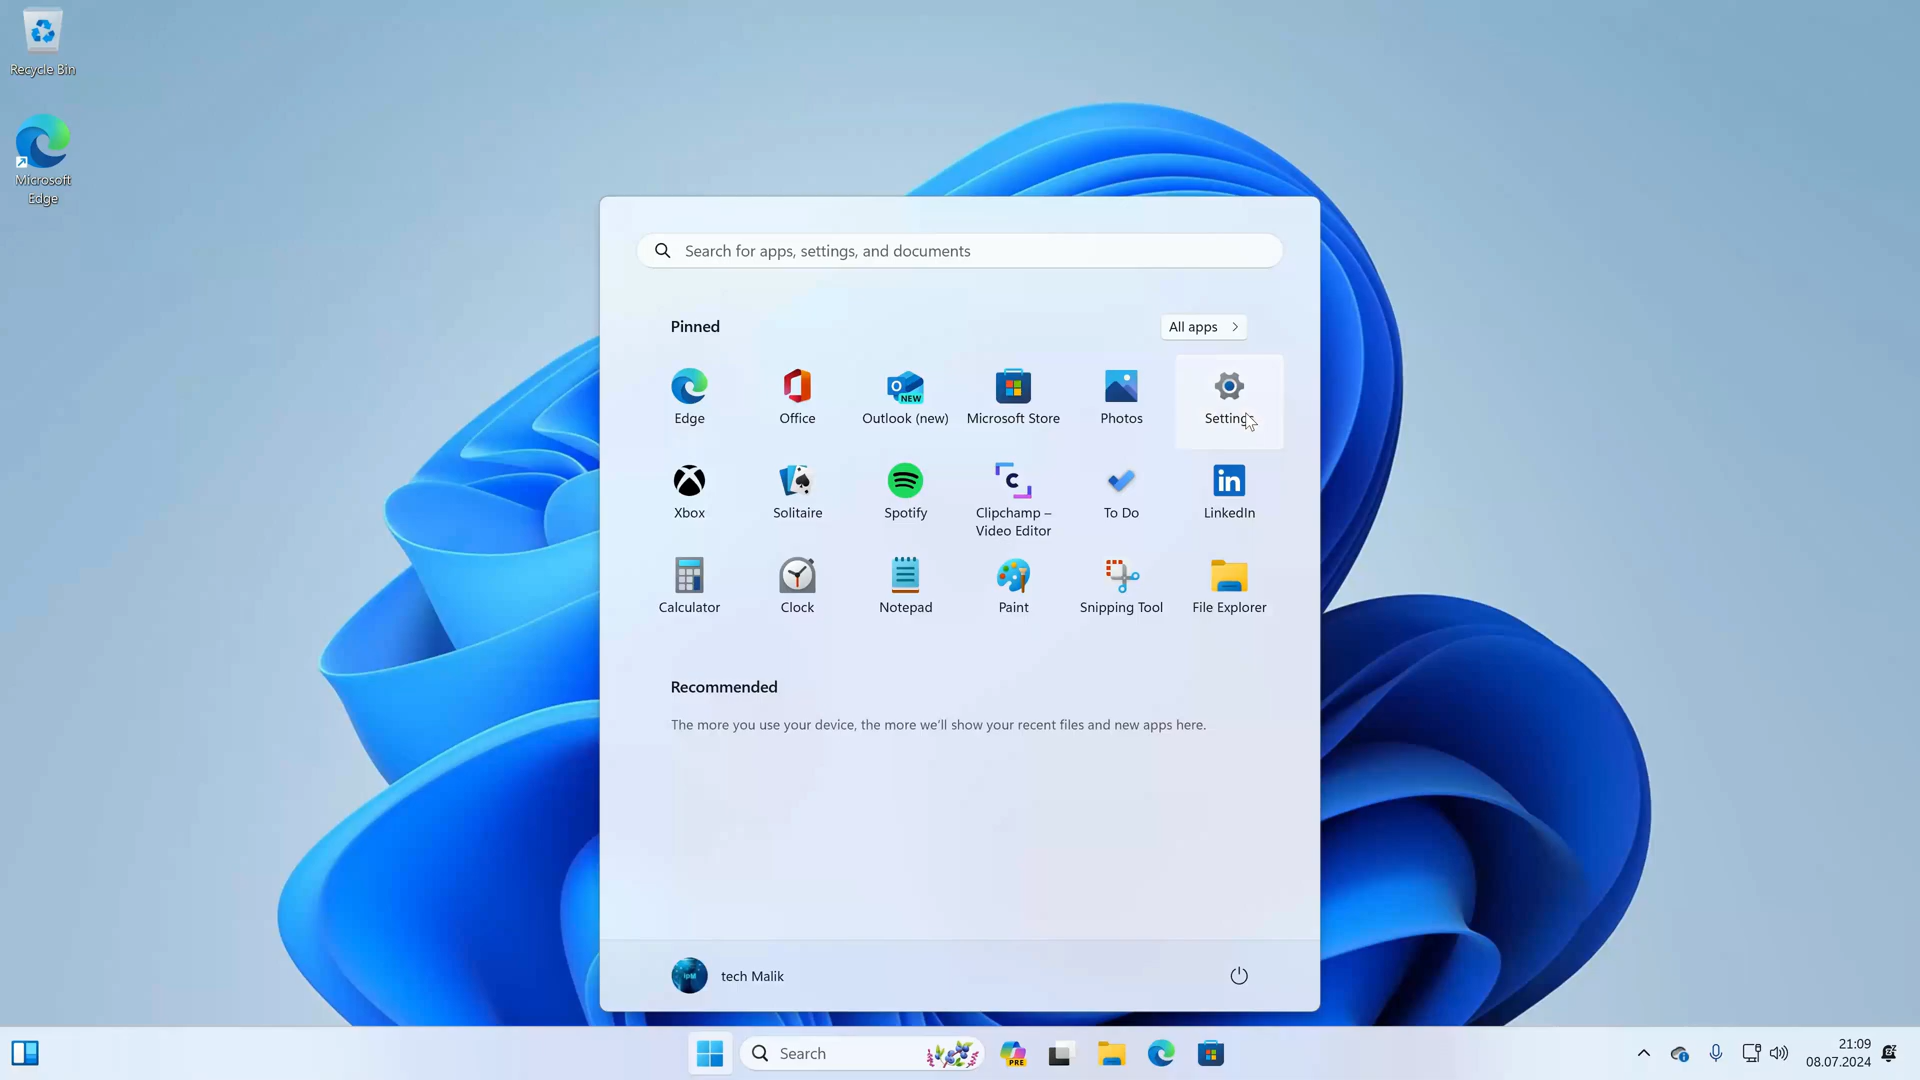 Recycle Bin
Microsoft
Edge
Search for apps, settings, and documents
Pinned
All apps
Edge
Office
Outlook (new)
Microsoft Store
Photos
Settings
Xbox
Solitaire
Spotify
Clipchamp –
Video Editor
To Do
LinkedIn
Calculator
Clock
Notepad
Paint
Snipping Tool
File Explorer
Recommended
The more you use your device, the more we'll show your recent files and new apps here.
tech Malik
Search
PRE
21:09
08.07.2024